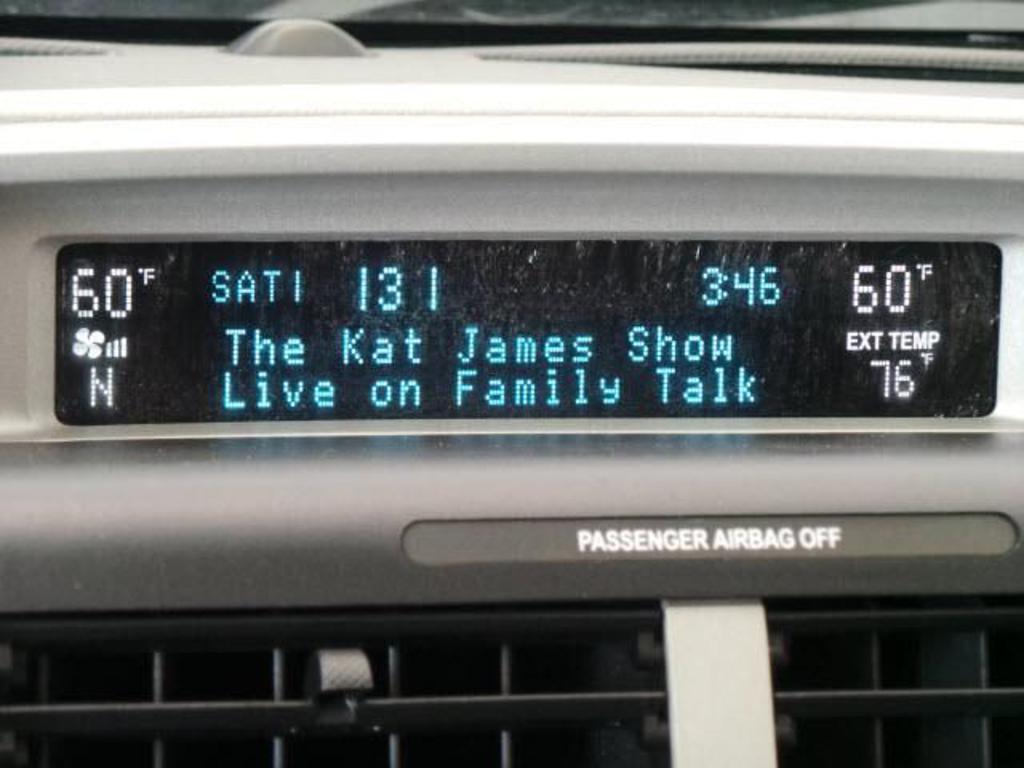 60°F SAT1 131 3:46 60°F
The Kat James Show EXT TEMP
N Live on Family Talk 76°F
PASSENGER AIRBAG OFF